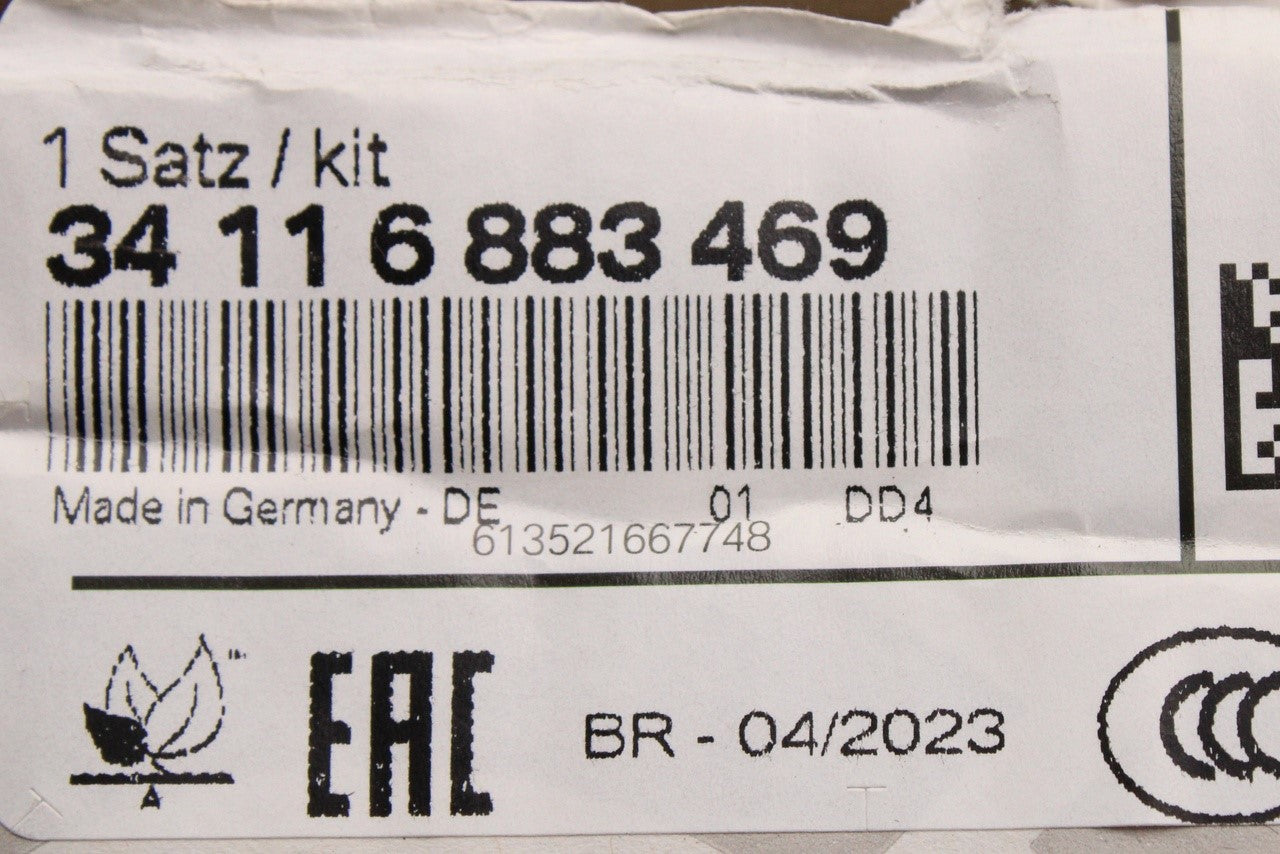 1 Satz / kit
34 11 6 883 469
Made in Germany - DE 01 DD4
613521667748
A
EAC
BR - 04/2023
CCC